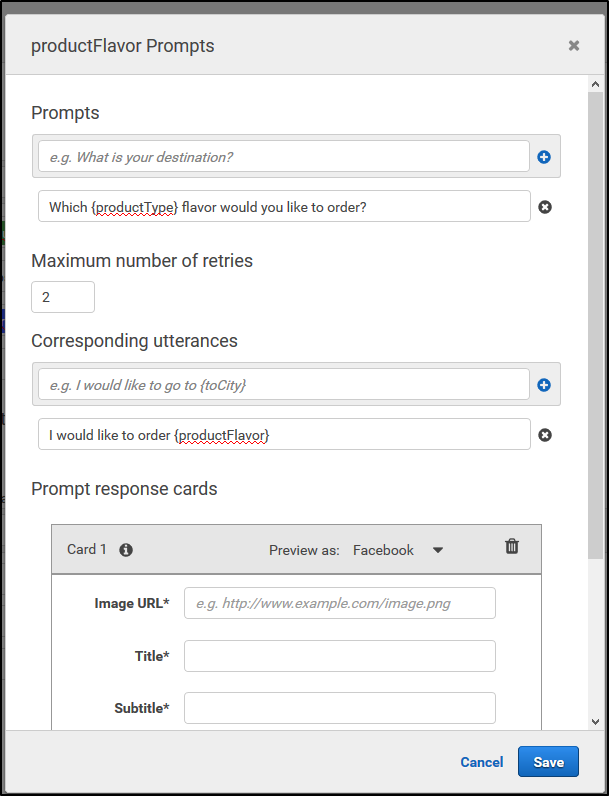 productFlavor Prompts
Prompts
e.g. What is your destination?
Which {productType} flavor would you like to order?
Maximum number of retries
2
Corresponding utterances
e.g. I would like to go to {toCity}
I would like to order {productFlavor}
Prompt response cards
Card 1 Preview as: Facebook
Image URL* e.g. http://www.example.com/image.png
Title*
Subtitle*
Cancel Save